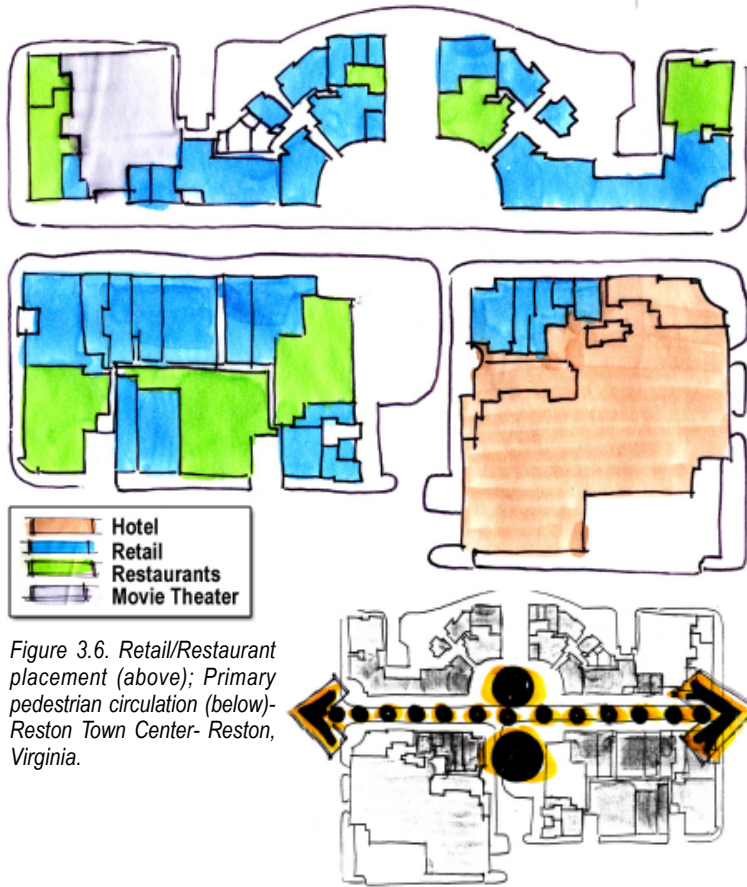 Hotel
Retail
Restaurants
Movie Theater
Figure 3.6. Retail/Restaurant
placement (above); Primary
pedestrian circulation (below)-
Reston Town Center- Reston,
Virginia.